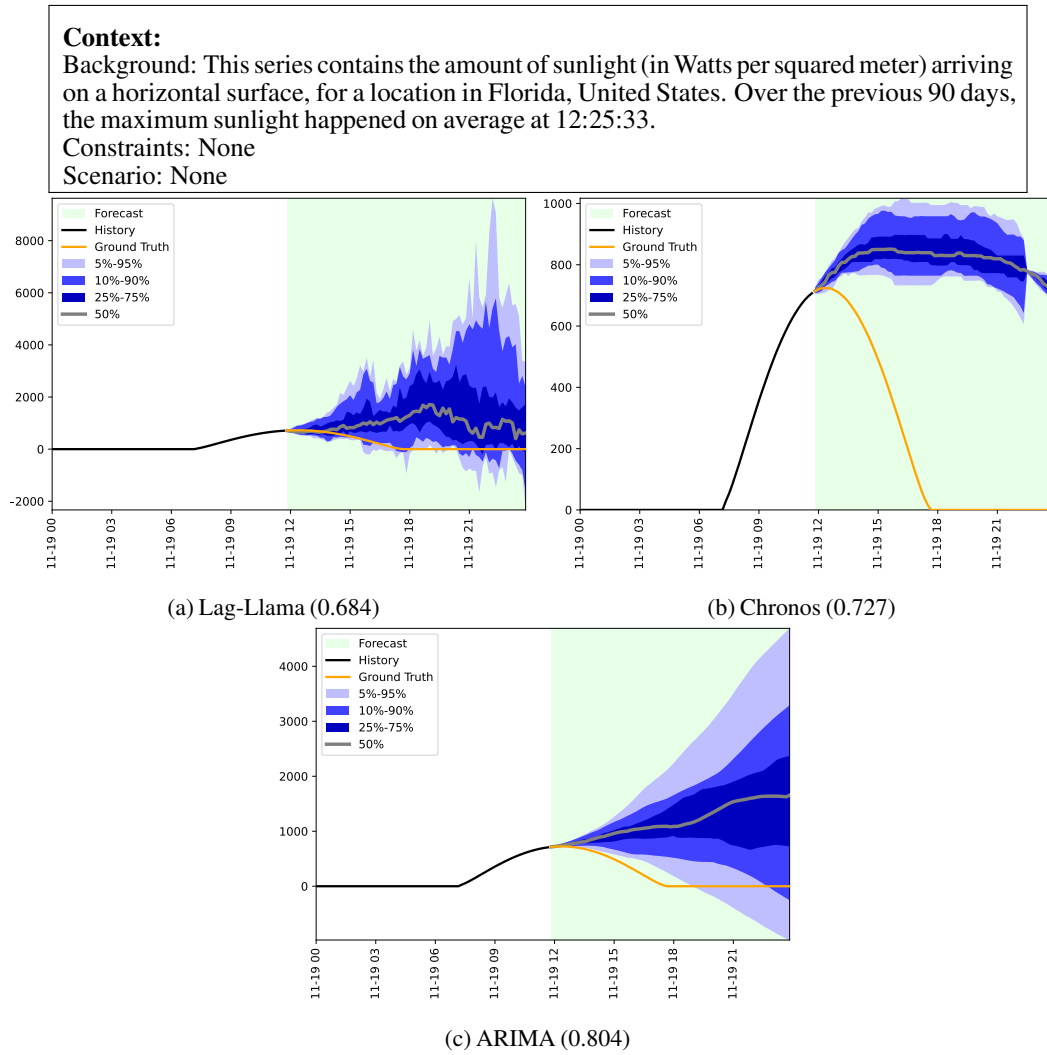 Context:
Background: This series contains the amount of sunlight (in Watts per squared meter) arriving
on a horizontal surface, for a location in Florida, United States. Over the previous 90 days,
the maximum sunlight happened on average at 12:25:33.
Constraints: None
Scenario: None
Forecast
History
Ground Truth
5%-95%
10%-90%
25%-75%
50%
8000
6000
4000
2000
0
−2000
11-19 00
11-19 03
11-19 06
11-19 09
11-19 12
11-19 15
11-19 18
11-19 21
(a) Lag-Llama (0.684)
Forecast
History
Ground Truth
5%-95%
10%-90%
25%-75%
50%
1000
800
600
400
200
0
11-19 00
11-19 03
11-19 06
11-19 09
11-19 12
11-19 15
11-19 18
11-19 21
(b) Chronos (0.727)
Forecast
History
Ground Truth
5%-95%
10%-90%
25%-75%
50%
4000
3000
2000
1000
0
11-19 00
11-19 03
11-19 06
11-19 09
11-19 12
11-19 15
11-19 18
11-19 21
(c) ARIMA (0.804)